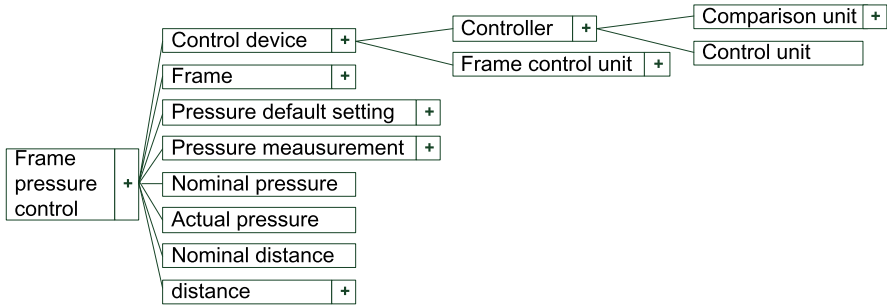 Frame
pressure
control
+
Control device +
Frame +
Pressure default setting +
Pressure meausurement +
Nominal pressure
Actual pressure
Nominal distance
distance +
Controller +
Frame control unit +
Comparison unit +
Control unit